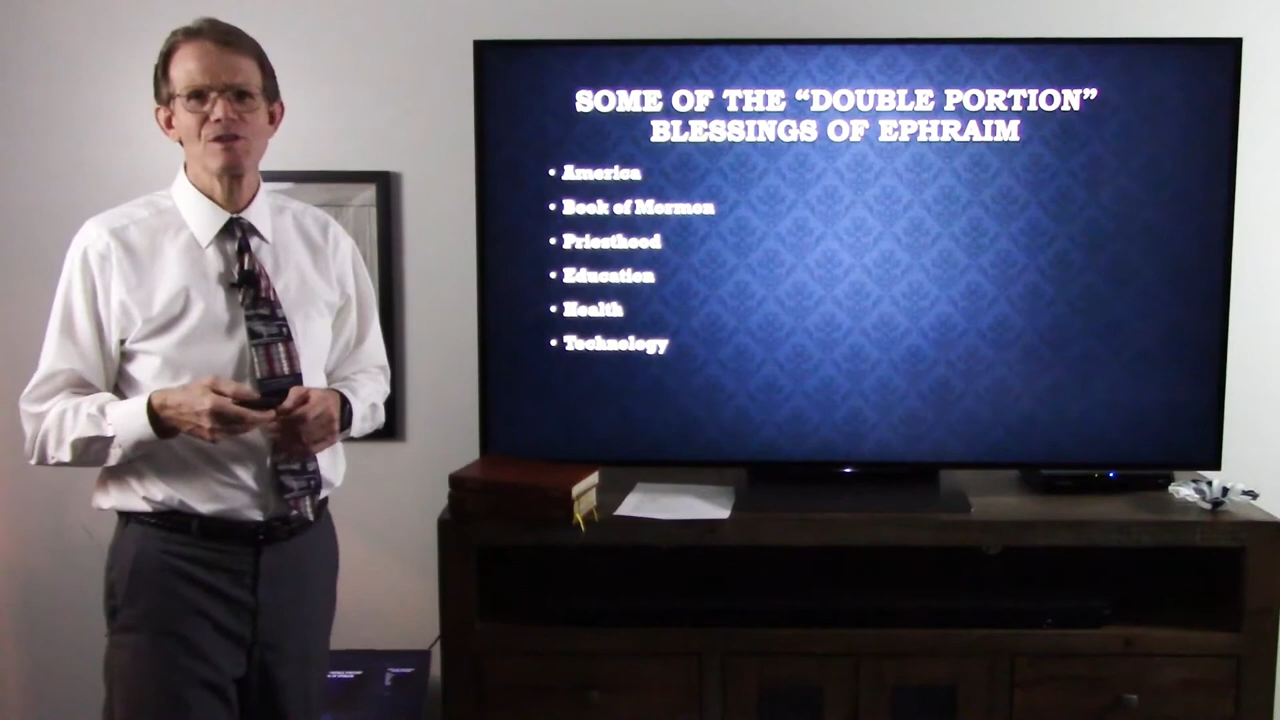 SOME OF THE “DOUBLE PORTION”
BLESSINGS OF EPHRAIM
• America
• Book of Mormon
• Priesthood
• Education
• Health
• Technology